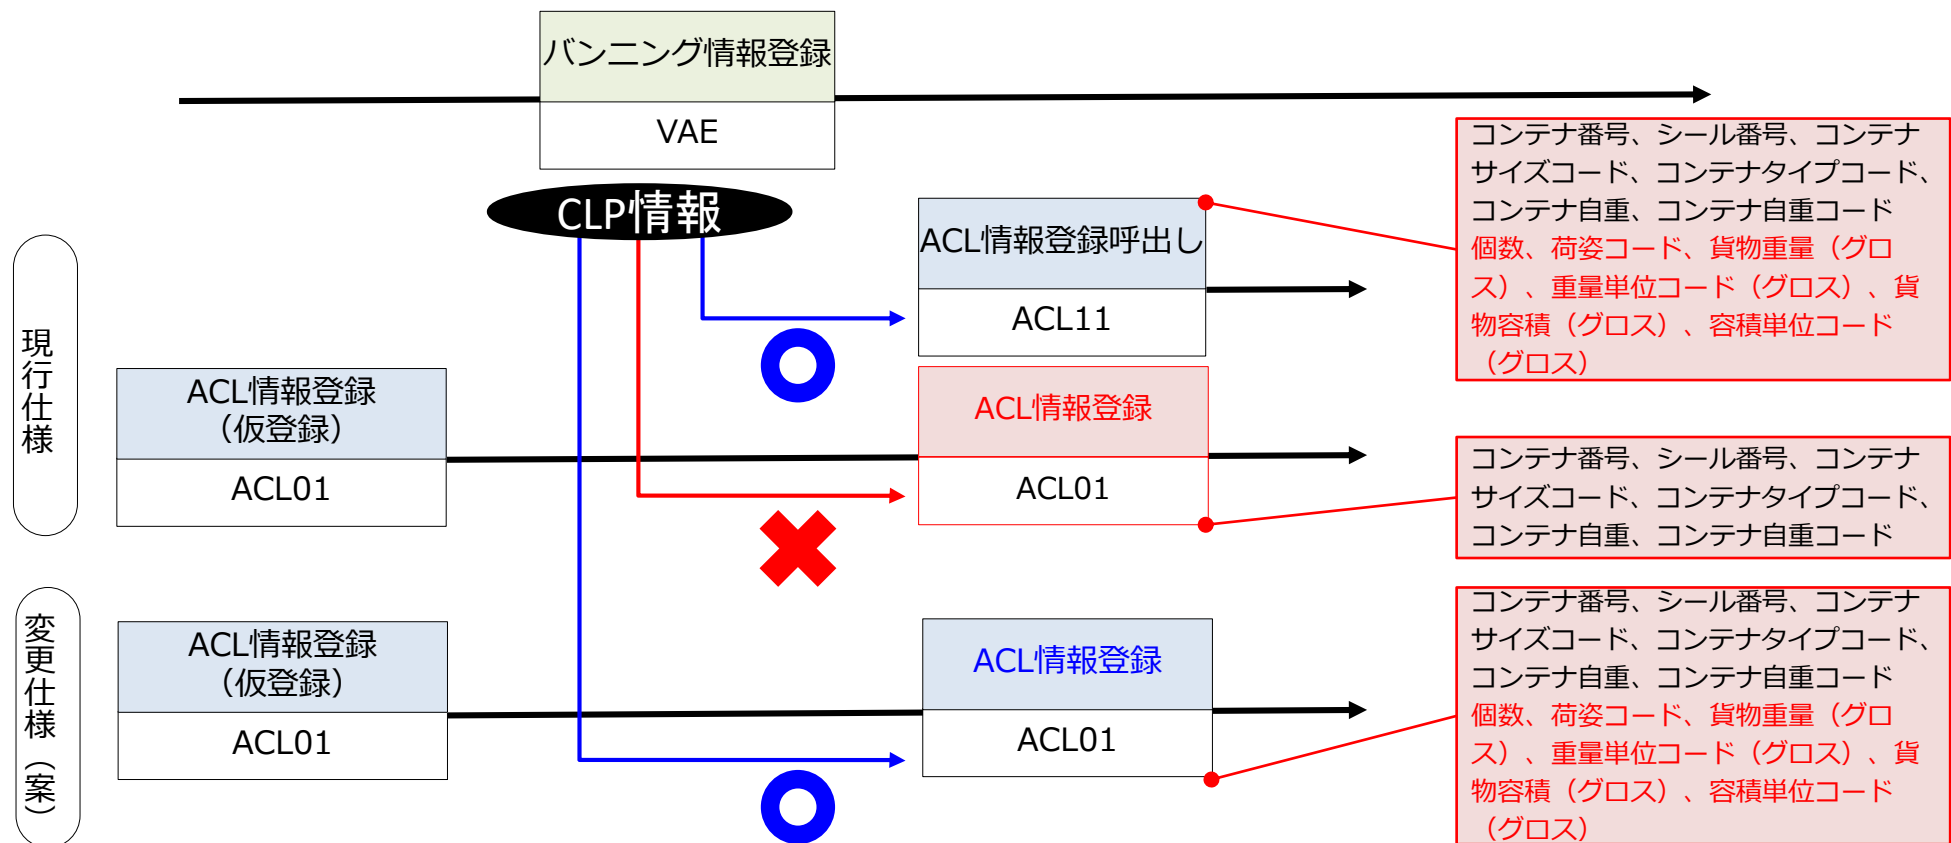 バンニング情報登録
VAE
CLP情報
コンテナ番号、シール番号、コンテナ
サイズコード、コンテナタイプコード、
コンテナ自重、コンテナ自重コード
個数、荷姿コード、貨物重量（グロ
ス）、重量単位コード（グロス）、貨
物容積（グロス）、容積単位コード
（グロス）
ACL情報登録呼出し
ACL11
現行仕様
ACL情報登録
（仮登録）
ACL01
ACL情報登録
ACL01
コンテナ番号、シール番号、コンテナ
サイズコード、コンテナタイプコード、
コンテナ自重、コンテナ自重コード
変更仕様（案）
ACL情報登録
（仮登録）
ACL01
ACL情報登録
ACL01
コンテナ番号、シール番号、コンテナ
サイズコード、コンテナタイプコード、
コンテナ自重、コンテナ自重コード
個数、荷姿コード、貨物重量（グロ
ス）、重量単位コード（グロス）、貨
物容積（グロス）、容積単位コード
（グロス）